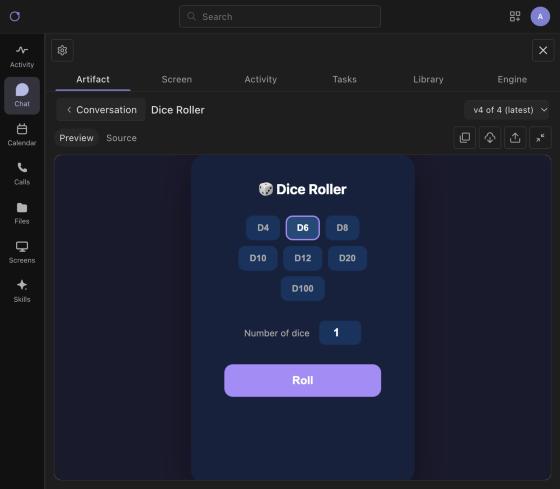 Search
A
Activity
Chat
Calendar
Calls
Files
Screens
Skills
Artifact Screen Activity Tasks Library Engine
Conversation Dice Roller v4 of 4 (latest)
Preview Source
Dice Roller
D4 D6 D8
D10 D12 D20
D100
Number of dice 1
Roll